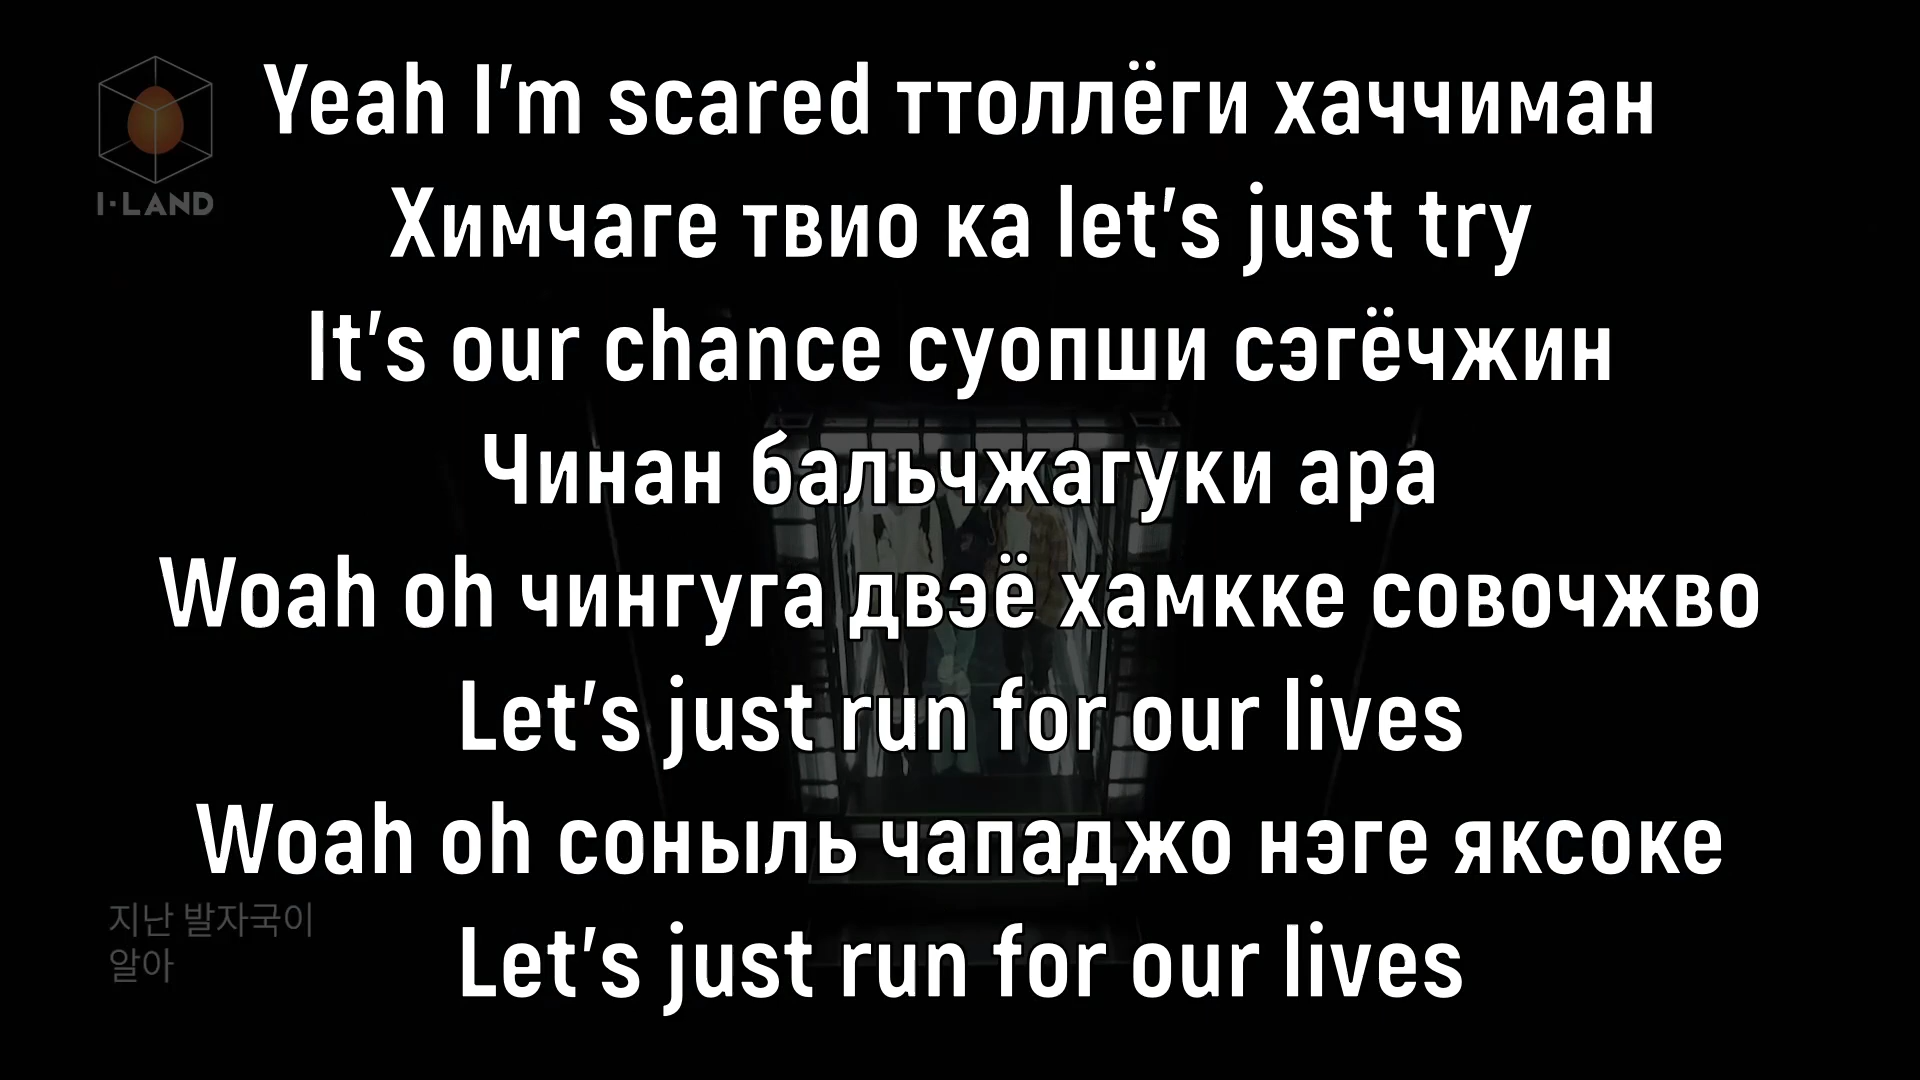 I·LAND
Yeah I'm scared ттоллёги хаччиман
Химчаге твио ка let's just try
It's our chance суопши сэгёчжин
Чинан бальчжагуки ара
Woah oh чингуга двэё хамкке совочжво
Let's just run for our lives
Woah oh соныль чападжо нэге яксоке
Let's just run for our lives
지난 발자국이
알아